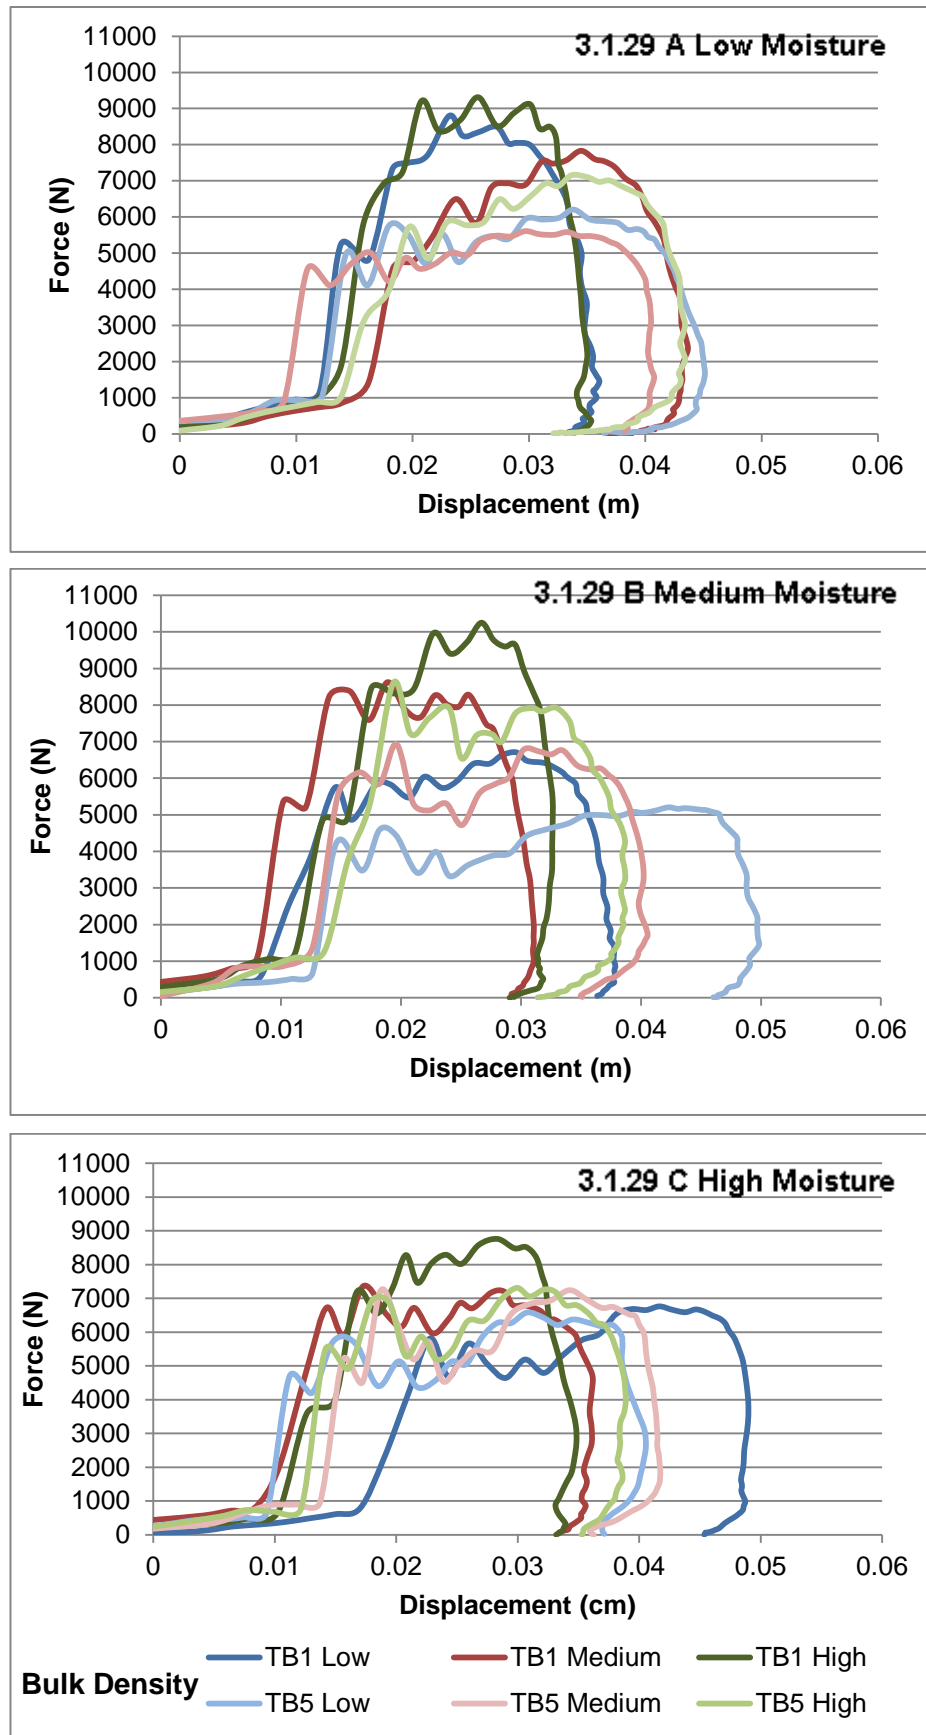 3.1.29 A Low Moisture
11000
10000
9000
8000
7000
6000
5000
4000
3000
2000
1000
0
Force (N)
0 0.01 0.02 0.03 0.04 0.05 0.06
Displacement (m)
3.1.29 B Medium Moisture
11000
10000
9000
8000
7000
6000
5000
4000
3000
2000
1000
0
Force (N)
0 0.01 0.02 0.03 0.04 0.05 0.06
Displacement (m)
3.1.29 C High Moisture
11000
10000
9000
8000
7000
6000
5000
4000
3000
2000
1000
0
Force (N)
0 0.01 0.02 0.03 0.04 0.05 0.06
Displacement (cm)
Bulk Density
TB1 Low TB1 Medium TB1 High
TB5 Low TB5 Medium TB5 High